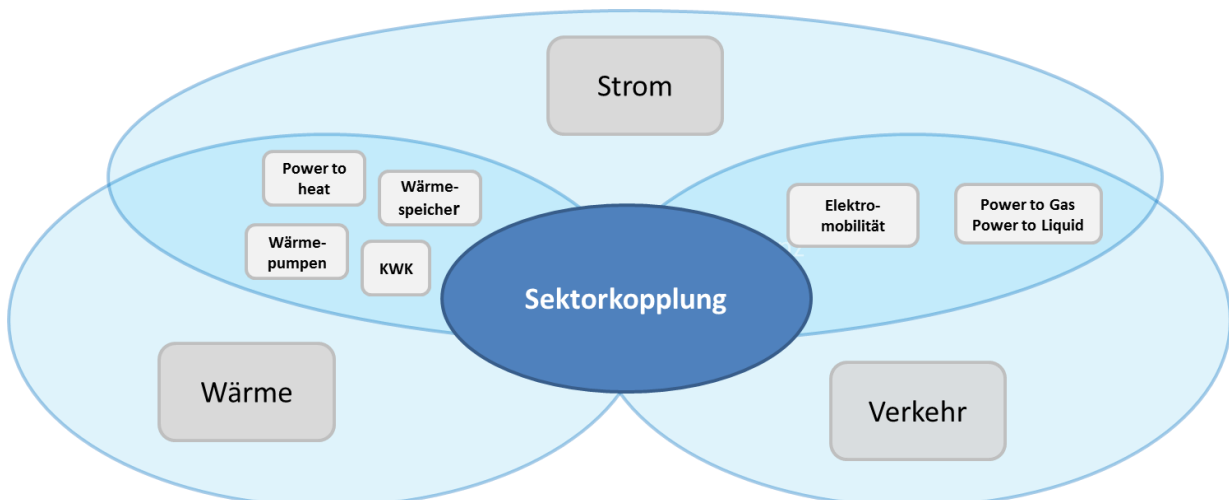 Strom
Power to
heat
Wärme-
speicher
Wärme-
pumpen
KWK
Elektro-
mobilität
Power to Gas
Power to Liquid
Sektorkopplung
Wärme
Verkehr